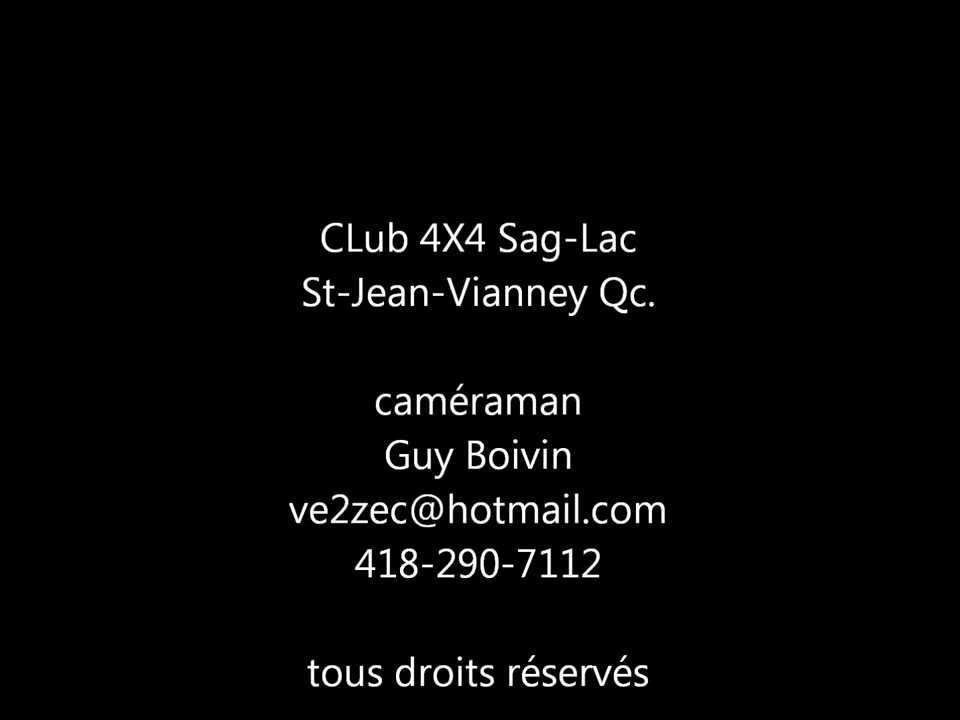 CLub 4X4 Sag-Lac
St-Jean-Vianney Qc.
caméraman
Guy Boivin
ve2zec@hotmail.com
418-290-7112
tous droits réservés